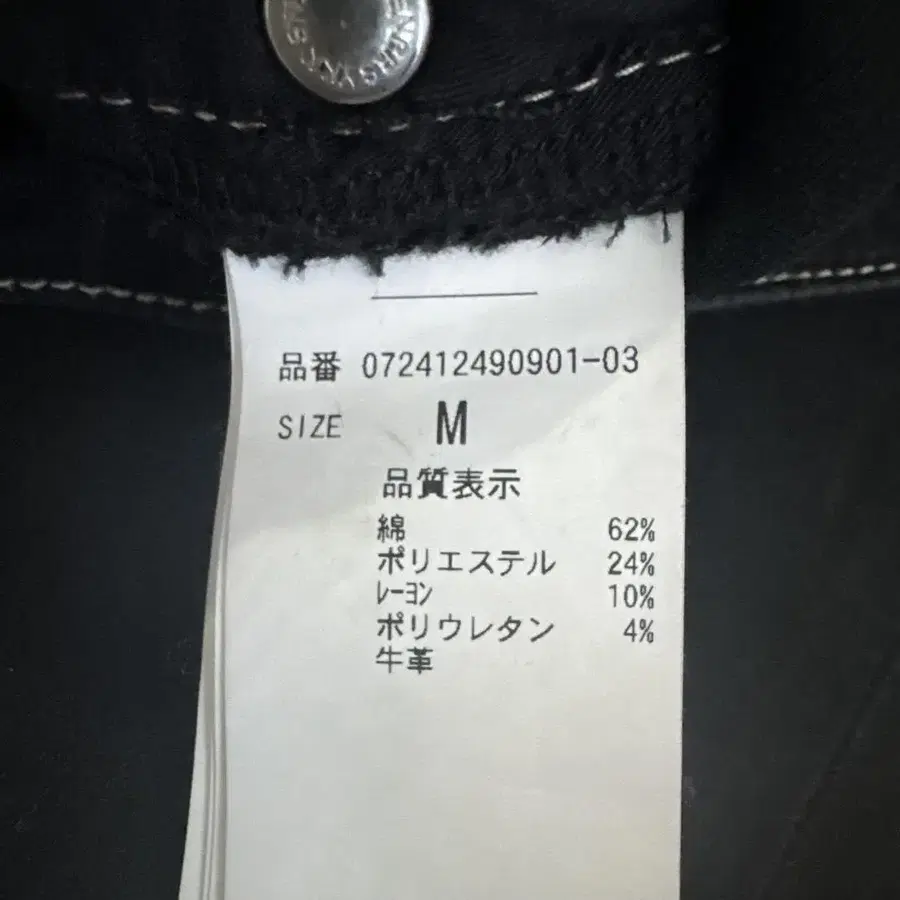 品番 072412490901-03
SIZE M
品質表示
綿 62%
ポリエステル 24%
レーヨン 10%
ポリウレタン 4%
牛革